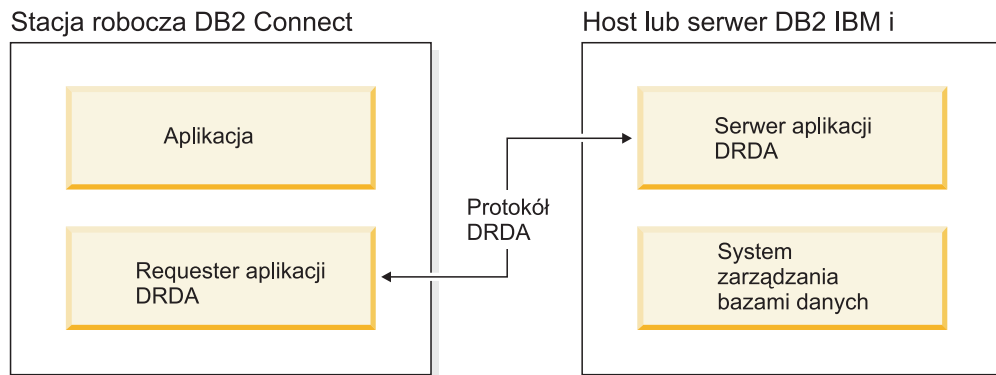 Stacja robocza DB2 Connect
Host lub serwer DB2 IBM i
Aplikacja
Serwer aplikacji
DRDA
Protokół
DRDA
Requester aplikacji
DRDA
System
zarządzania
bazami danych